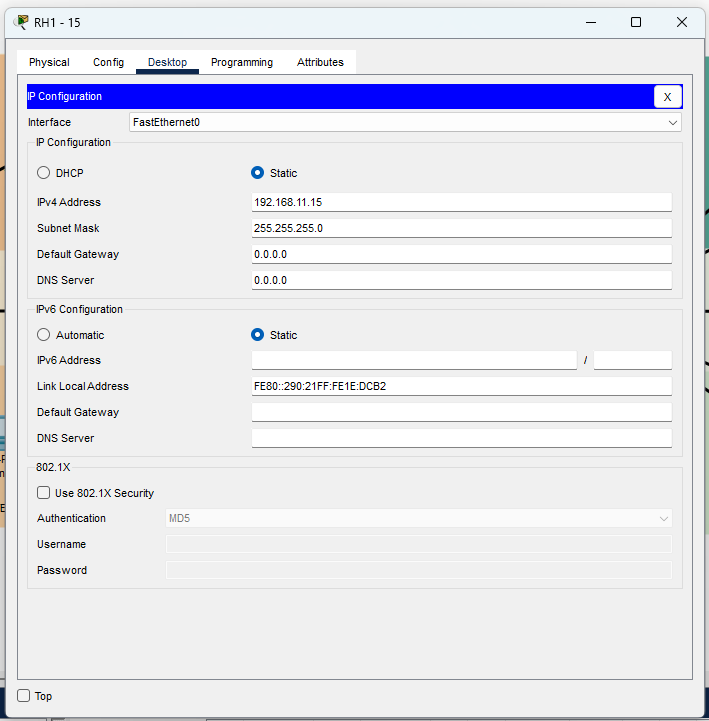 RH1 - 15
Physical Config Desktop Programming Attributes
IP Configuration X
Interface FastEthernet0
IP Configuration
DHCP Static
IPv4 Address 192.168.11.15
Subnet Mask 255.255.255.0
Default Gateway 0.0.0.0
DNS Server 0.0.0.0
IPv6 Configuration
Automatic Static
IPv6 Address /
Link Local Address FE80::290:21FF:FE1E:DCB2
Default Gateway
DNS Server
802.1X
Use 802.1X Security
Authentication MD5
Username
Password
Top